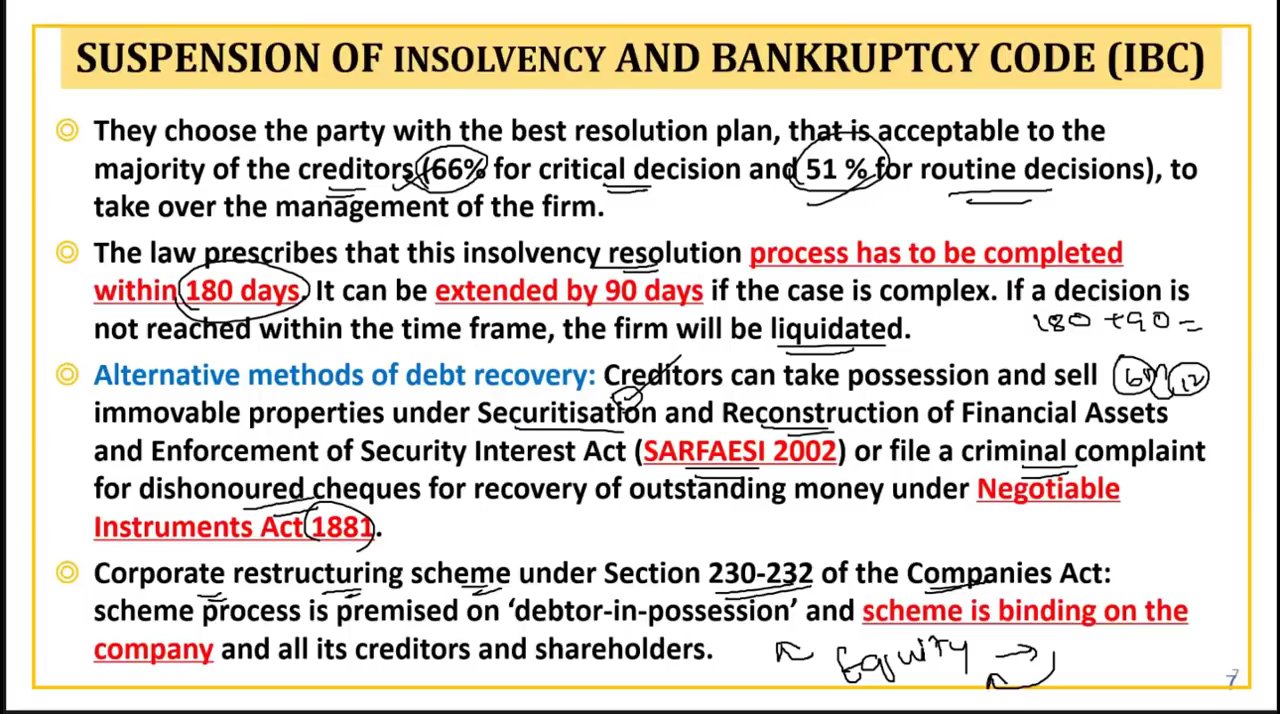 SUSPENSION OF INSOLVENCY AND BANKRUPTCY CODE (IBC)
They choose the party with the best resolution plan, that is acceptable to the
majority of the creditors (66% for critical decision and 51 % for routine decisions), to
take over the management of the firm.
The law prescribes that this insolvency resolution process has to be completed
within 180 days. It can be extended by 90 days if the case is complex. If a decision is
not reached within the time frame, the firm will be liquidated.
180 +90 =
Alternative methods of debt recovery: Creditors can take possession and sell
immovable properties under Securitisation and Reconstruction of Financial Assets
and Enforcement of Security Interest Act (SARFAESI 2002) or file a criminal complaint
for dishonoured cheques for recovery of outstanding money under Negotiable
Instruments Act 1881.
Corporate restructuring scheme under Section 230-232 of the Companies Act:
scheme process is premised on ‘debtor-in-possession’ and scheme is binding on the
company and all its creditors and shareholders.
Equity
7